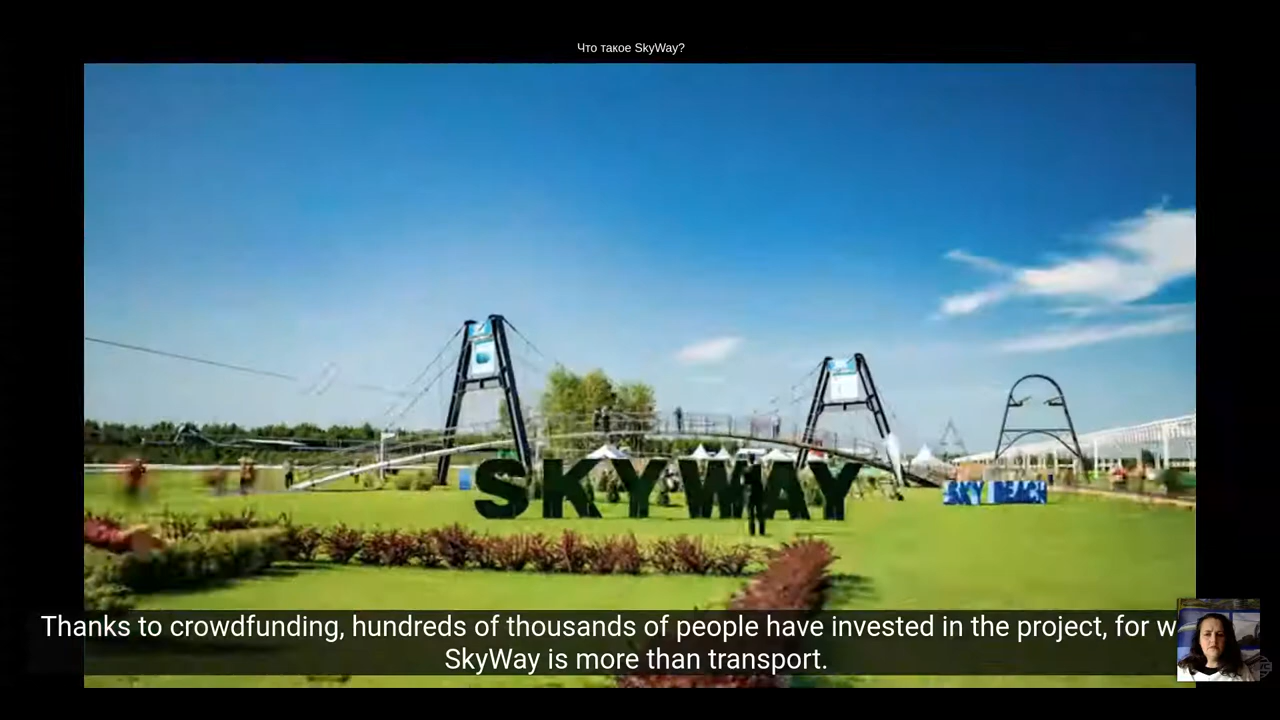 Что такое SkyWay?
SKYWAY
SKY BEACH
Thanks to crowdfunding, hundreds of thousands of people have invested in the project, for
SkyWay is more than transport.